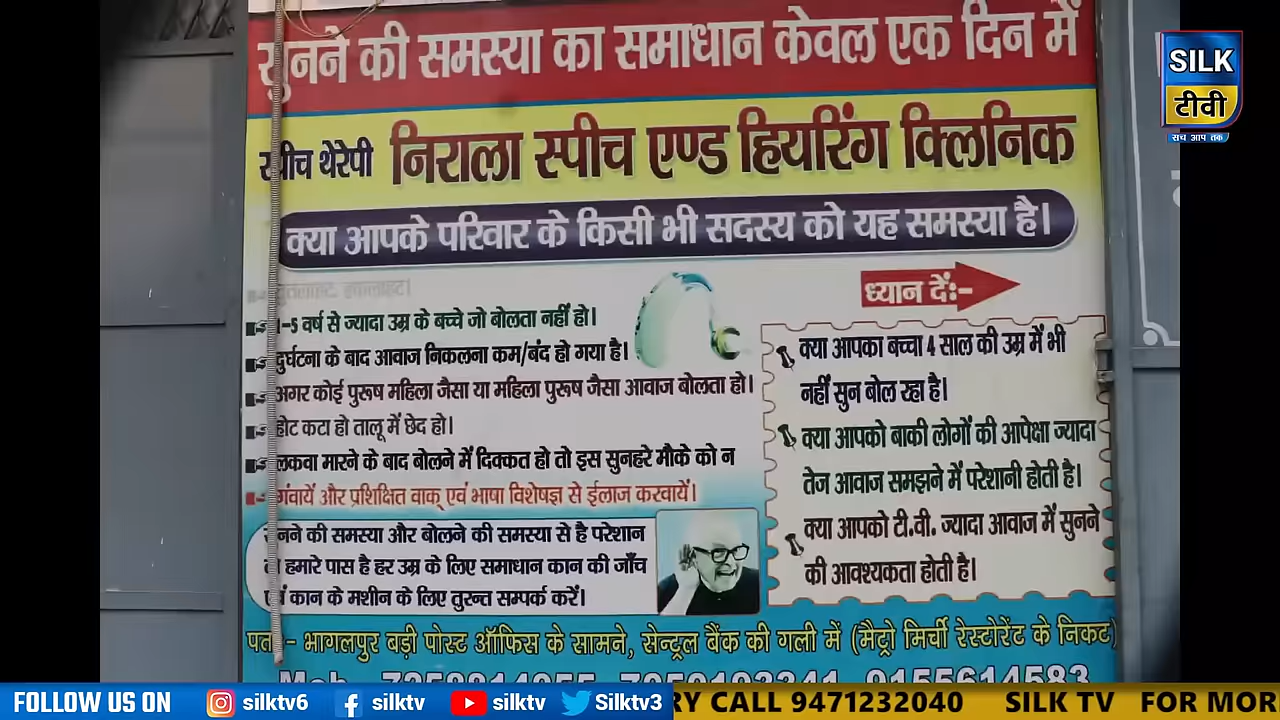 सुनने की समस्या का समाधान केवल एक दिन में
स्पीच थेरेपी निराला स्पीच एण्ड हियरिंग क्लिनिक
क्या आपके परिवार के किसी भी सदस्य को यह समस्या है।
1-5 वर्ष से ज्यादा उम्र के बच्चे जो बोलता नहीं हो।
दुर्घटना के बाद आवाज निकलना कम/बंद हो गया है।
अगर कोई पुरूष महिला जैसा या महिला पुरूष जैसा आवाज बोलता हो।
होट कटा हो तालू में छेद हो।
लकवा मारने के बाद बोलने में दिक्कत हो तो इस सुनहरे मौके को न
गंवायें और प्रशिक्षित वाक् एवं भाषा विशेषज्ञ से ईलाज करवायें।
सुनने की समस्या और बोलने की समस्या से है परेशान
तो हमारे पास है हर उम्र के लिए समाधान कान की जाँच
एवं कान के मशीन के लिए तुरन्त सम्पर्क करें।
ध्यान दें:-
क्या आपका बच्चा 4 साल की उम्र में भी
नहीं सुन बोल रहा है।
क्या आपको बाकी लोगों की आपेक्षा ज्यादा
तेज आवाज समझने में परेशानी होती है।
क्या आपको टी.वी. ज्यादा आवाज में सुनने
की आवश्यकता होती है।
पता:- भागलपुर बड़ी पोस्ट ऑफिस के सामने, सेन्ट्रल बैंक की गली में (मैट्रो मिर्ची रेस्टोरेंट के निकट)
Mob. 9155614583
SILK
टीवी
सच आप तक
FOLLOW US ON silktv6 silktv silktv Silktv3 RY CALL 9471232040 SILK TV FOR MOR